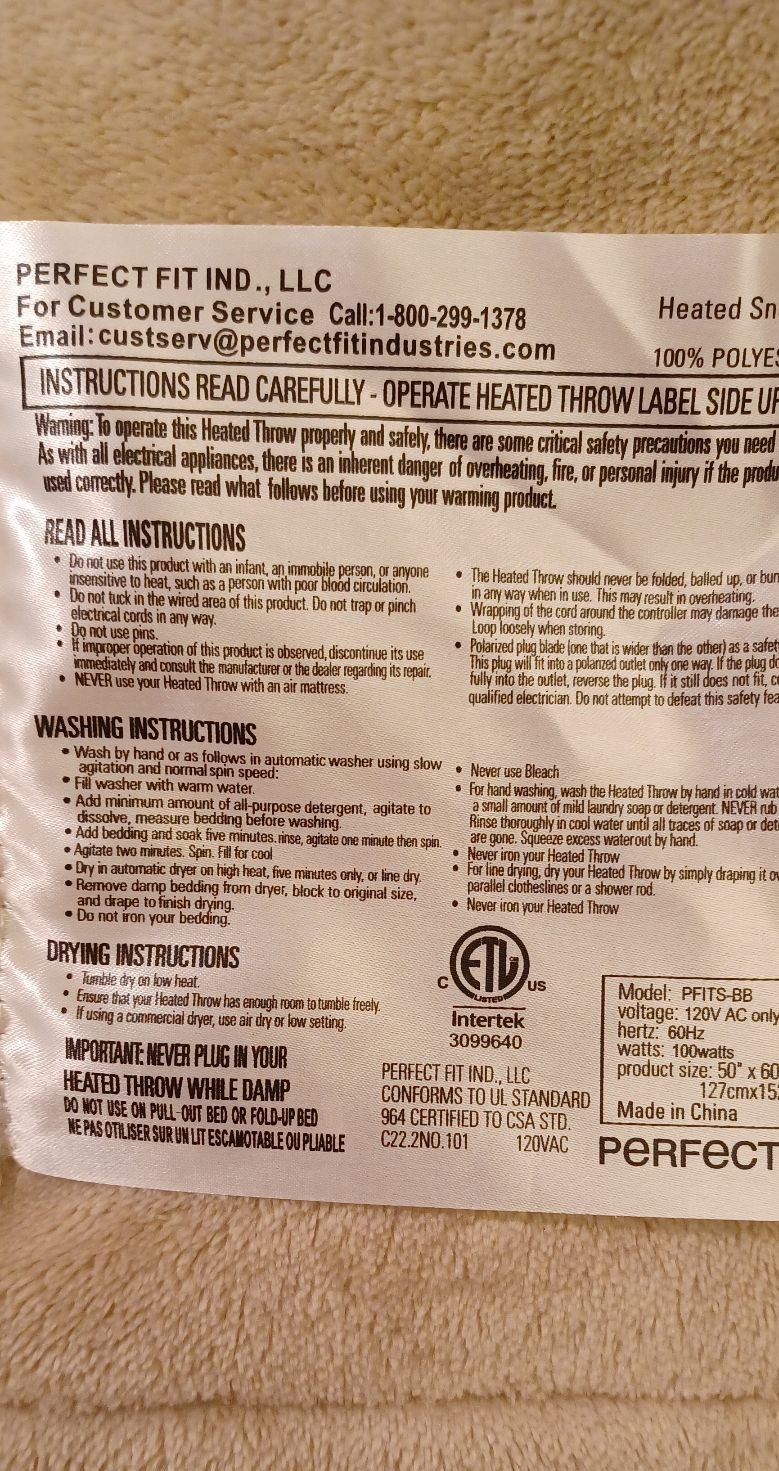 PERFECT FIT IND., LLC
For Customer Service Call:1-800-299-1378
Email:custserv@perfectfitindustries.com
Heated Sn
100% POLYES
INSTRUCTIONS READ CAREFULLY - OPERATE HEATED THROW LABEL SIDE UP
Warning: To operate this Heated Throw properly and safely, there are some critical safety precautions you need
As with all electrical appliances, there is an inherent danger of overheating, fire, or personal injury if the produ
used correctly. Please read what follows before using your warming product.
READ ALL INSTRUCTIONS
• Do not use this product with an infant, an immobile person, or anyone
insensitive to heat, such as a person with poor blood circulation.
• Do not tuck in the wired area of this product. Do not trap or pinch
electrical cords in any way.
• Do not use pins.
• If improper operation of this product is observed, discontinue its use
immediately and consult the manufacturer or the dealer regarding its repair.
• NEVER use your Heated Throw with an air mattress.
• The Heated Throw should never be folded, balled up, or bun
in any way when in use. This may result in overheating.
• Wrapping of the cord around the controller may damage the
Loop loosely when storing.
• Polarized plug blade (one that is wider than the other) as a safet
This plug will fit into a polarized outlet only one way. If the plug do
fully into the outlet, reverse the plug. If it still does not fit, c
qualified electrician. Do not attempt to defeat this safety fea
WASHING INSTRUCTIONS
• Wash by hand or as follows in automatic washer using slow
agitation and normal spin speed:
• Fill washer with warm water.
• Add minimum amount of all-purpose detergent, agitate to
dissolve, measure bedding before washing.
• Add bedding and soak five minutes. rinse, agitate one minute then spin.
• Agitate two minutes. Spin. Fill for cool
• Dry in automatic dryer on high heat, five minutes only, or line dry.
• Remove damp bedding from dryer, block to original size,
and drape to finish drying.
• Do not iron your bedding.
• Never use Bleach
• For hand washing, wash the Heated Throw by hand in cold wat
a small amount of mild laundry soap or detergent. NEVER rub
Rinse thoroughly in cool water until all traces of soap or det
are gone. Squeeze excess water out by hand.
• Never iron your Heated Throw
• For line drying, dry your Heated Throw by simply draping it ov
parallel clotheslines or a shower rod.
• Never iron your Heated Throw
DRYING INSTRUCTIONS
• Tumble dry on low heat.
• Ensure that your Heated Throw has enough room to tumble freely.
• If using a commercial dryer, use air dry or low setting.
IMPORTANT: NEVER PLUG IN YOUR
HEATED THROW WHILE DAMP
DO NOT USE ON PULL-OUT BED OR FOLD-UP BED
NE PAS OTILISER SUR UN LIT ESCAMOTABLE OU PLIABLE
C ETL US
LISTED
Intertek
3099640
PERFECT FIT IND., LLC
CONFORMS TO UL STANDARD
964 CERTIFIED TO CSA STD.
C22.2NO.101 120VAC
Model: PFITS-BB
voltage: 120V AC only
hertz: 60Hz
watts: 100watts
product size: 50" x 60
127cmx15
Made in China
PERFECT